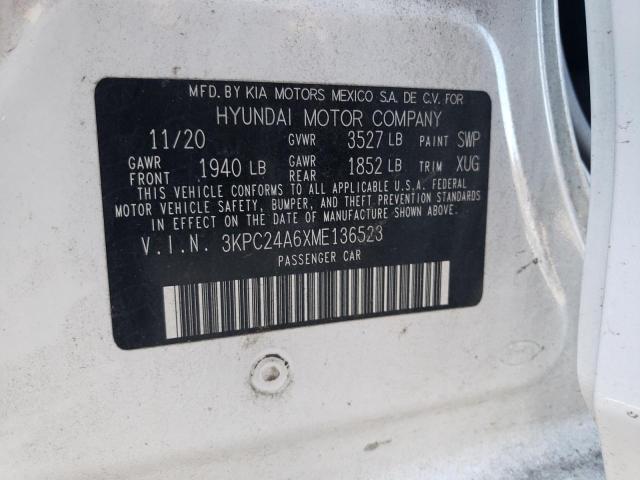 MFD. BY KIA MOTORS MEXICO S.A. DE C.V. FOR
HYUNDAI MOTOR COMPANY
11/20 GVWR 3527 LB PAINT SWP
GAWR FRONT 1940 LB GAWR REAR 1852 LB TRIM XUG
THIS VEHICLE CONFORMS TO ALL APPLICABLE U.S.A. FEDERAL
MOTOR VEHICLE SAFETY, BUMPER, AND THEFT PREVENTION STANDARDS
IN EFFECT ON THE DATE OF MANUFACTURE SHOWN ABOVE.
V.I.N. 3KPC24A6XME136523
PASSENGER CAR